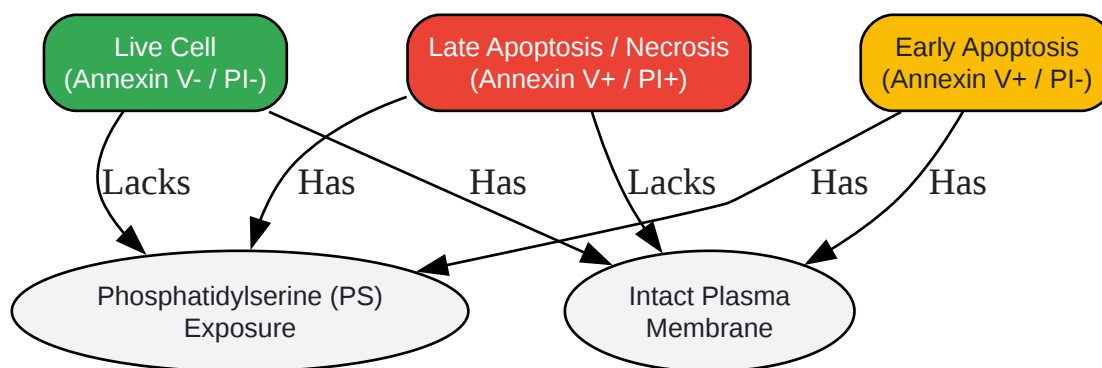 Live Cell
(Annexin V- / PI-)
Late Apoptosis / Necrosis
(Annexin V+ / PI+)
Early Apoptosis
(Annexin V+ / PI-)
Lacks
Has
Has
Lacks
Has
Has
Phosphatidylserine (PS)
Exposure
Intact Plasma
Membrane